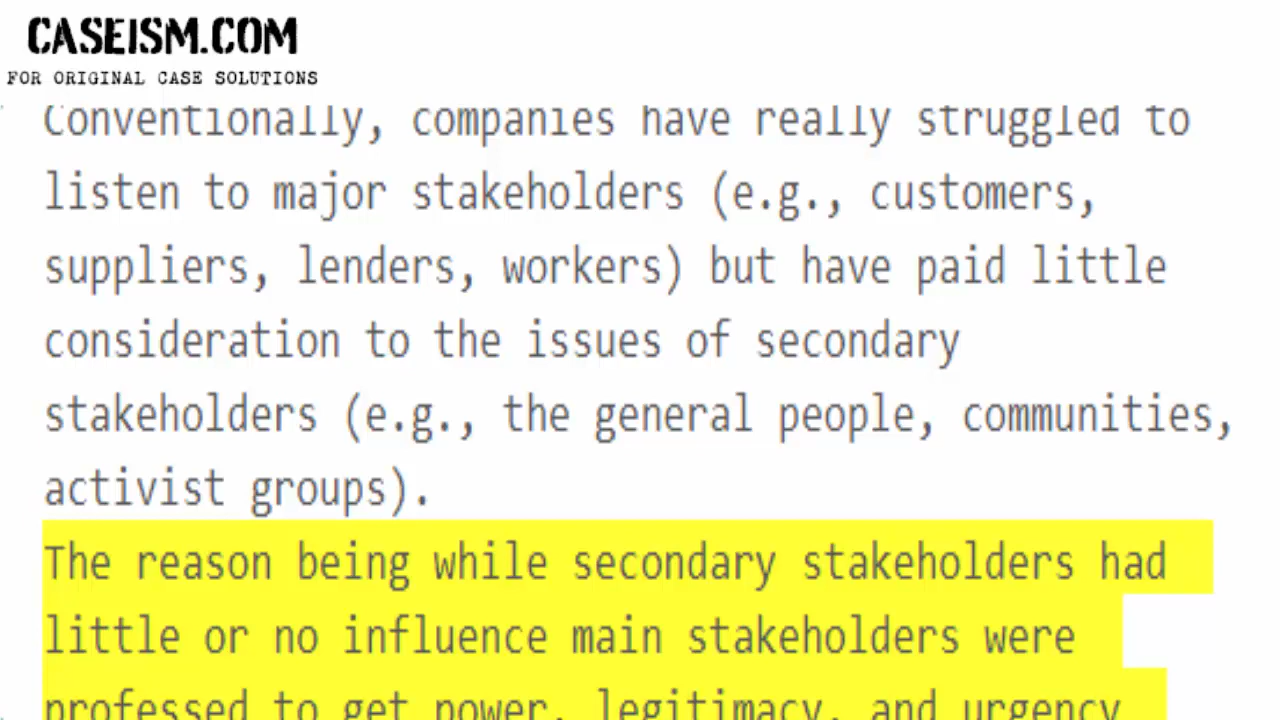 CASEISM.COM
FOR ORIGINAL CASE SOLUTIONS
Conventionally, companies have really struggled to
listen to major stakeholders (e.g., customers,
suppliers, lenders, workers) but have paid little
consideration to the issues of secondary
stakeholders (e.g., the general people, communities,
activist groups).
The reason being while secondary stakeholders had
little or no influence main stakeholders were
professed to get power, legitimacy, and urgency